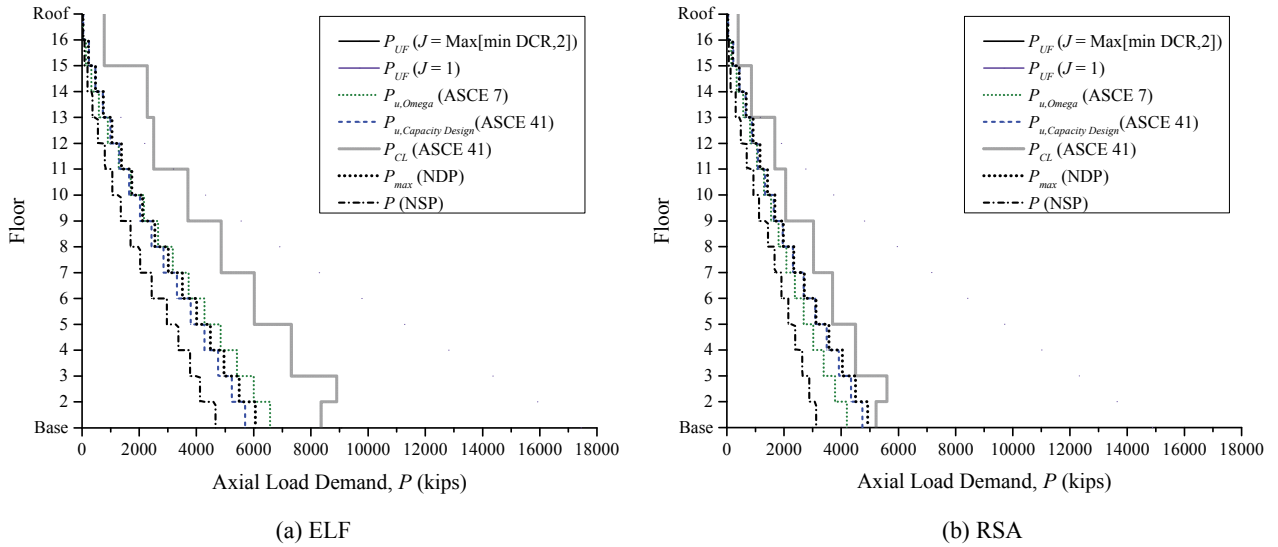 Roof
16
15
14
13
12
11
10
9
8
7
6
5
4
3
2
Base
Floor
0 2000 4000 6000 8000 10000 12000 14000 16000 18000
Axial Load Demand, P (kips)
P_UF (J = Max[min DCR,2])
P_UF (J = 1)
P_u,Omega (ASCE 7)
P_u,Capacity Design (ASCE 41)
P_CL (ASCE 41)
P_max (NDP)
P (NSP)
(a) ELF
Roof
16
15
14
13
12
11
10
9
8
7
6
5
4
3
2
Base
Floor
0 2000 4000 6000 8000 10000 12000 14000 16000 18000
Axial Load Demand, P (kips)
P_UF (J = Max[min DCR,2])
P_UF (J = 1)
P_u,Omega (ASCE 7)
P_u,Capacity Design (ASCE 41)
P_CL (ASCE 41)
P_max (NDP)
P (NSP)
(b) RSA